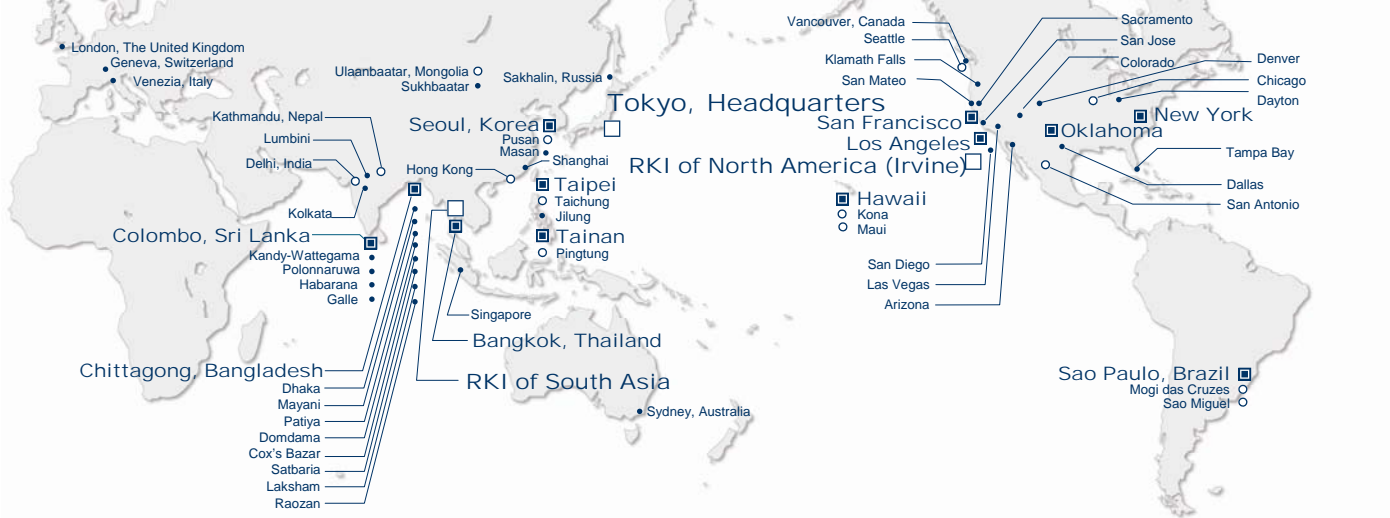 London, The United Kingdom
Geneva, Switzerland
Venezia, Italy
Ulaanbaatar, Mongolia
Sukhbaatar
Sakhalin, Russia
Tokyo, Headquarters
Kathmandu, Nepal
Lumbini
Delhi, India
Kolkata
Seoul, Korea
Pusan
Masan
Shanghai
Hong Kong
Taipei
Taichung
Jilung
Tainan
Pingtung
Colombo, Sri Lanka
Kandy-Wattegama
Polonnaruwa
Habarana
Galle
Singapore
Bangkok, Thailand
RKI of South Asia
Chittagong, Bangladesh
Dhaka
Mayani
Patiya
Domdama
Cox's Bazar
Satbaria
Laksham
Raozan
Sydney, Australia
Vancouver, Canada
Seattle
Klamath Falls
San Mateo
San Francisco
Los Angeles
RKI of North America (Irvine)
Hawaii
Kona
Maui
San Diego
Las Vegas
Arizona
Sacramento
San Jose
Colorado
Denver
Chicago
Dayton
New York
Oklahoma
Tampa Bay
Dallas
San Antonio
Sao Paulo, Brazil
Mogi das Cruzes
Sao Miguel